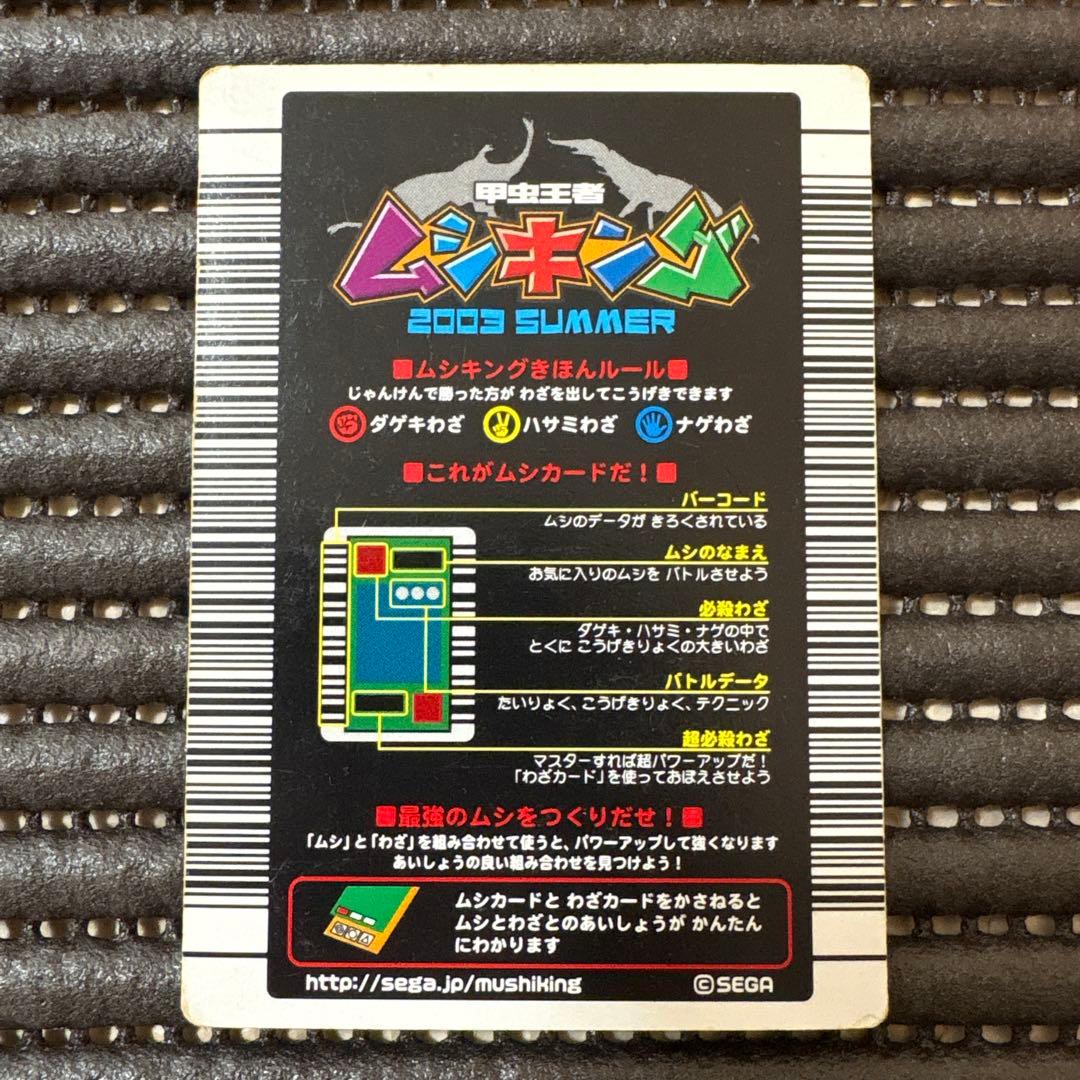 甲虫王者
ムシキング
2003 SUMMER
ムシキングきほんルール
じゃんけんで勝った方が わざを出してこうげきできます
ダゲキわざ ハサミわざ ナゲわざ
これがムシカードだ！
バーコード
ムシのデータが きろくされている
ムシのなまえ
お気に入りのムシを バトルさせよう
必殺わざ
ダゲキ・ハサミ・ナゲの中で
とくに こうげきりょくの大きいわざ
バトルデータ
たいりょく、こうげきりょく、テクニック
超必殺わざ
マスターすれば超パワーアップだ！
「わざカード」を使っておぼえさせよう
最強のムシをつくりだせ！
「ムシ」と「わざ」を組み合わせて使うと、パワーアップして強くなります
あいしょうの良い組み合わせを見つけよう！
ムシカードと わざカードをかさねると
ムシとわざとのあいしょうが かんたん
にわかります
http://sega.jp/mushiking
©SEGA